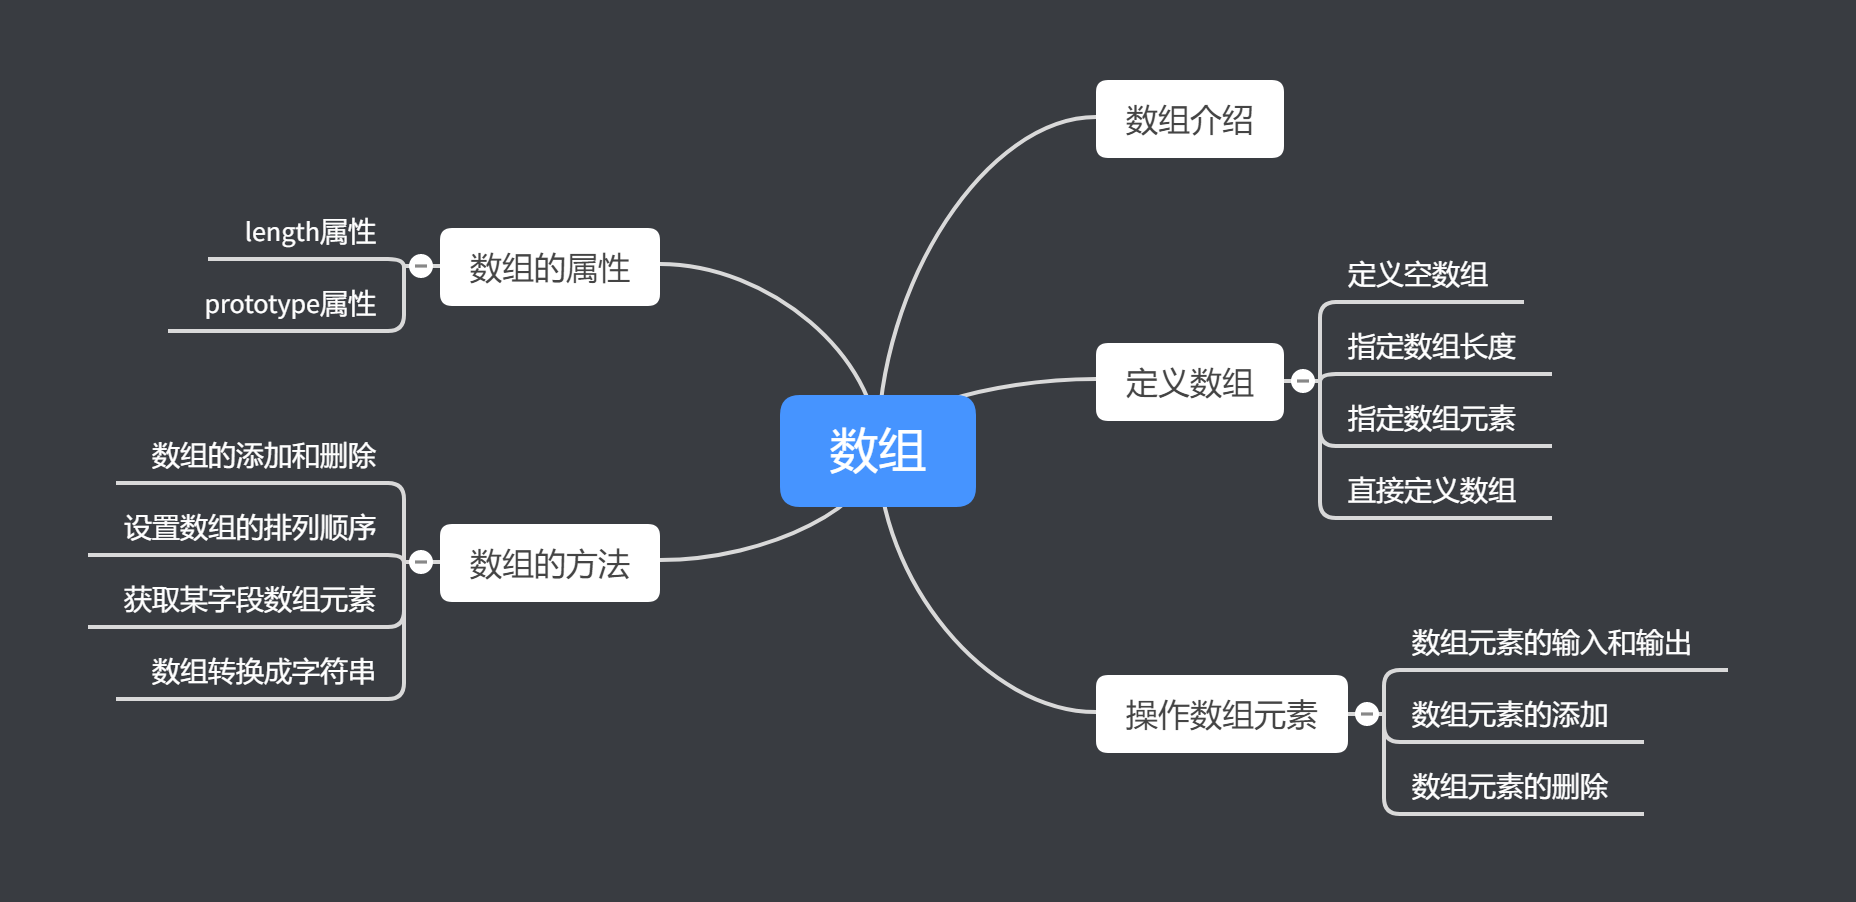 数组
数组介绍
定义数组
定义空数组
指定数组长度
指定数组元素
直接定义数组
操作数组元素
数组元素的输入和输出
数组元素的添加
数组元素的删除
数组的属性
length属性
prototype属性
数组的方法
数组的添加和删除
设置数组的排列顺序
获取某字段数组元素
数组转换成字符串